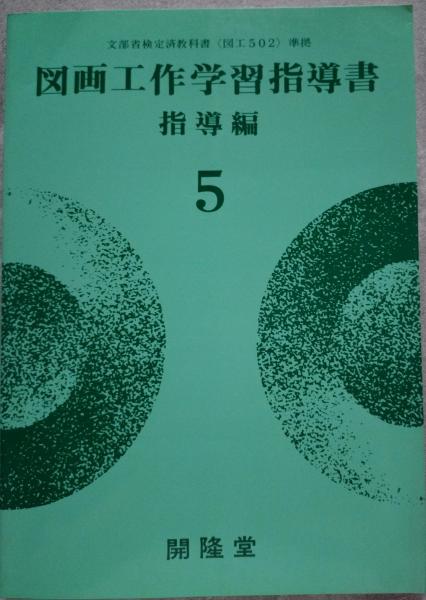 文部省検定済教科書〈図工502〉準拠
図画工作学習指導書
指導編
5
開隆堂